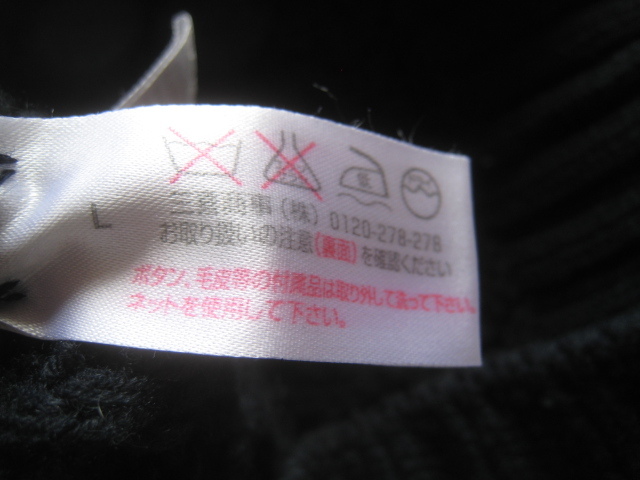 L
三喜商事（株）0120-278-278
お取り扱いの注意(裏面)を確認ください
ボタン、毛皮等の付属品は取り外して洗って下さい。
ネットを使用して下さい。